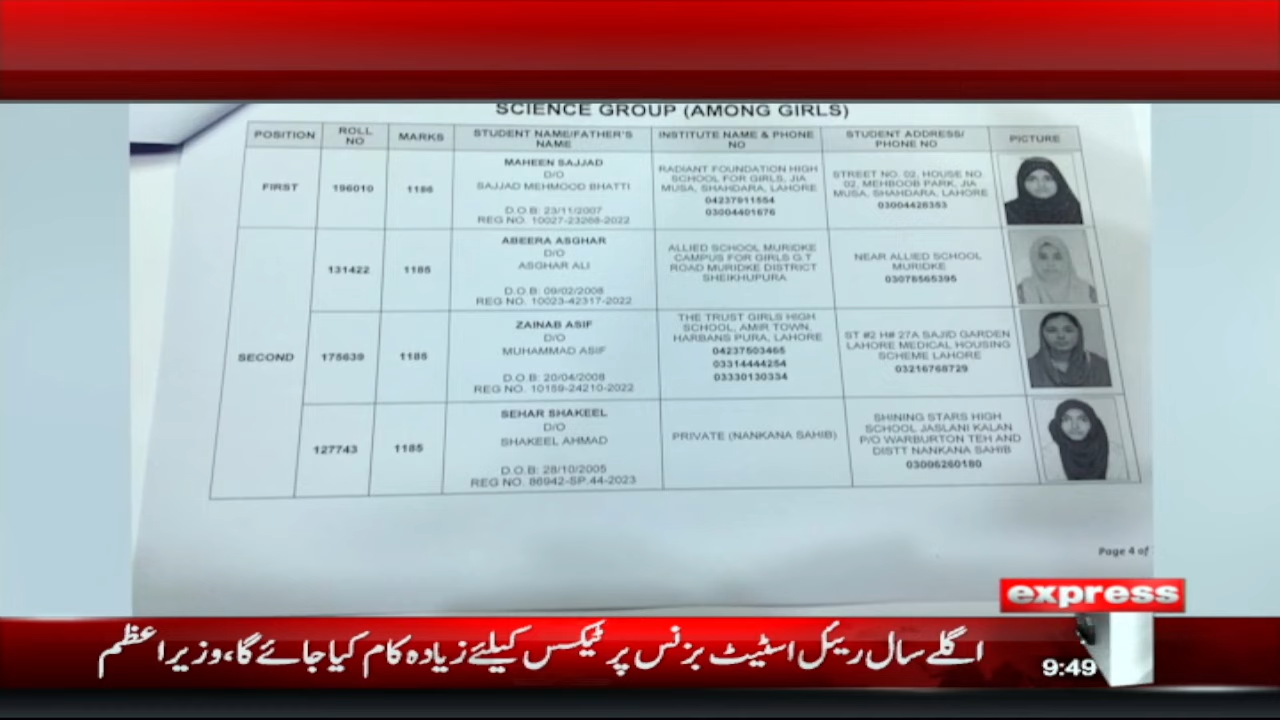 SCIENCE GROUP (AMONG GIRLS)
POSITION
ROLL NO
MARKS
STUDENT NAME/FATHER'S NAME
INSTITUTE NAME & PHONE NO
STUDENT ADDRESS/ PHONE NO
PICTURE
FIRST
196010
1186
MAHEEN SAJJAD
D/O
SAJJAD MEHMOOD BHATTI
D.O.B: 23/11/2007
REG NO. 10027-23268-2022
RADIANT FOUNDATION HIGH
SCHOOL FOR GIRLS, JIA
MUSA, SHAHDARA, LAHORE
04237911554
03004401676
STREET NO. 02, HOUSE NO
02, MEHBOOB PARK, JIA
MUSA, SHAHDARA, LAHORE
03004428353
SECOND
131422
1185
ABEERA ASGHAR
D/O
ASGHAR ALI
D.O.B: 09/02/2008
REG NO. 10023-42317-2022
ALLIED SCHOOL MURIDKE
CAMPUS FOR GIRLS G.T
ROAD MURIDKE DISTRICT
SHEIKHUPURA
NEAR ALLIED SCHOOL
MURIDKE
03078565395
175639
1185
ZAINAB ASIF
D/O
MUHAMMAD ASIF
D.O.B: 20/04/2008
REG NO. 10159-24210-2022
THE TRUST GIRLS HIGH
SCHOOL, AMIR TOWN,
HARBANS PURA, LAHORE
04237503465
03314444254
03330130334
ST #2 H# 27A SAJID GARDEN
LAHORE MEDICAL HOUSING
SCHEME LAHORE
03216768729
127743
1185
SEHAR SHAKEEL
D/O
SHAKEEL AHMAD
D.O.B: 28/10/2005
REG NO. 86942-SP.44-2023
PRIVATE (NANKANA SAHIB)
SHINING STARS HIGH
SCHOOL JASLANI KALAN
P/O WARBURTON TEH AND
DISTT NANKANA SAHIB
03096260180
Page 4 of
express
اگلے سال ریئل اسٹیٹ بزنس پر ٹیکس کیلئے زیادہ کام کیا جائے گا، وزیراعظم
9:49